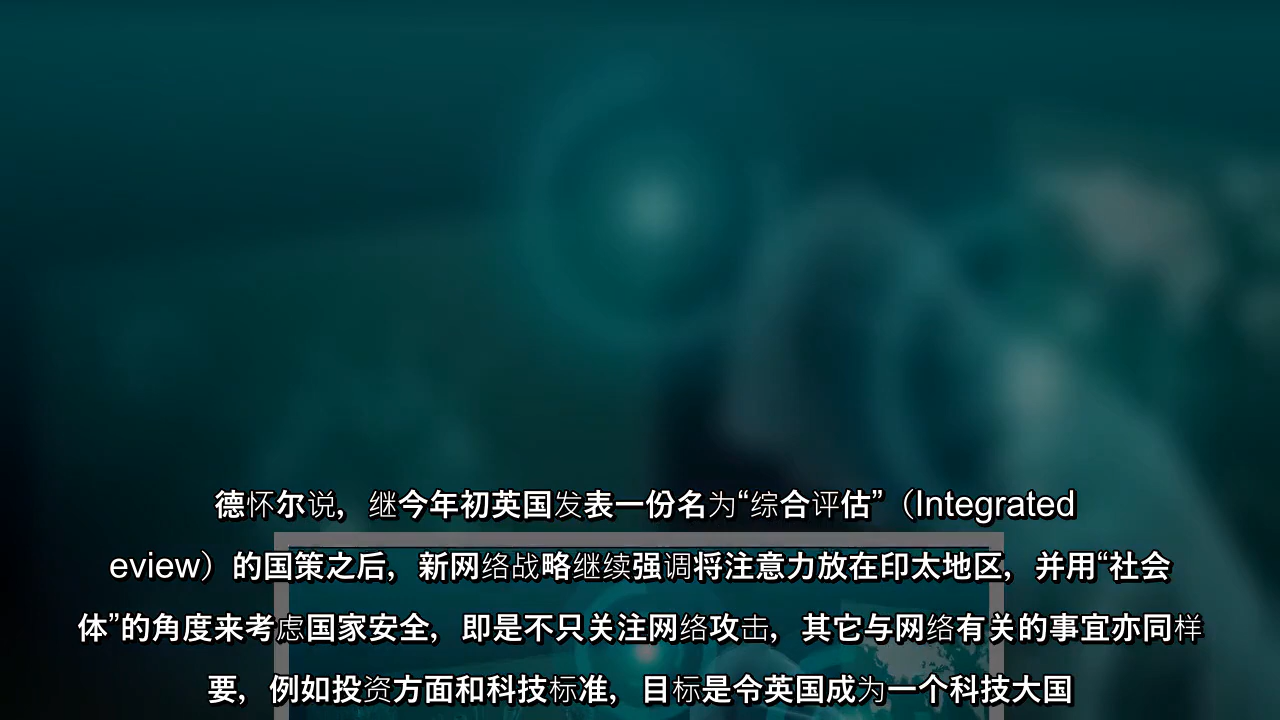 德怀尔说，继今年初英国发表一份名为“综合评估”（Integrated
eview）的国策之后，新网络战略继续强调将注意力放在印太地区，并用“社会
体”的角度来考虑国家安全，即是不只关注网络攻击，其它与网络有关的事宜亦同样
要，例如投资方面和科技标准，目标是令英国成为一个科技大国